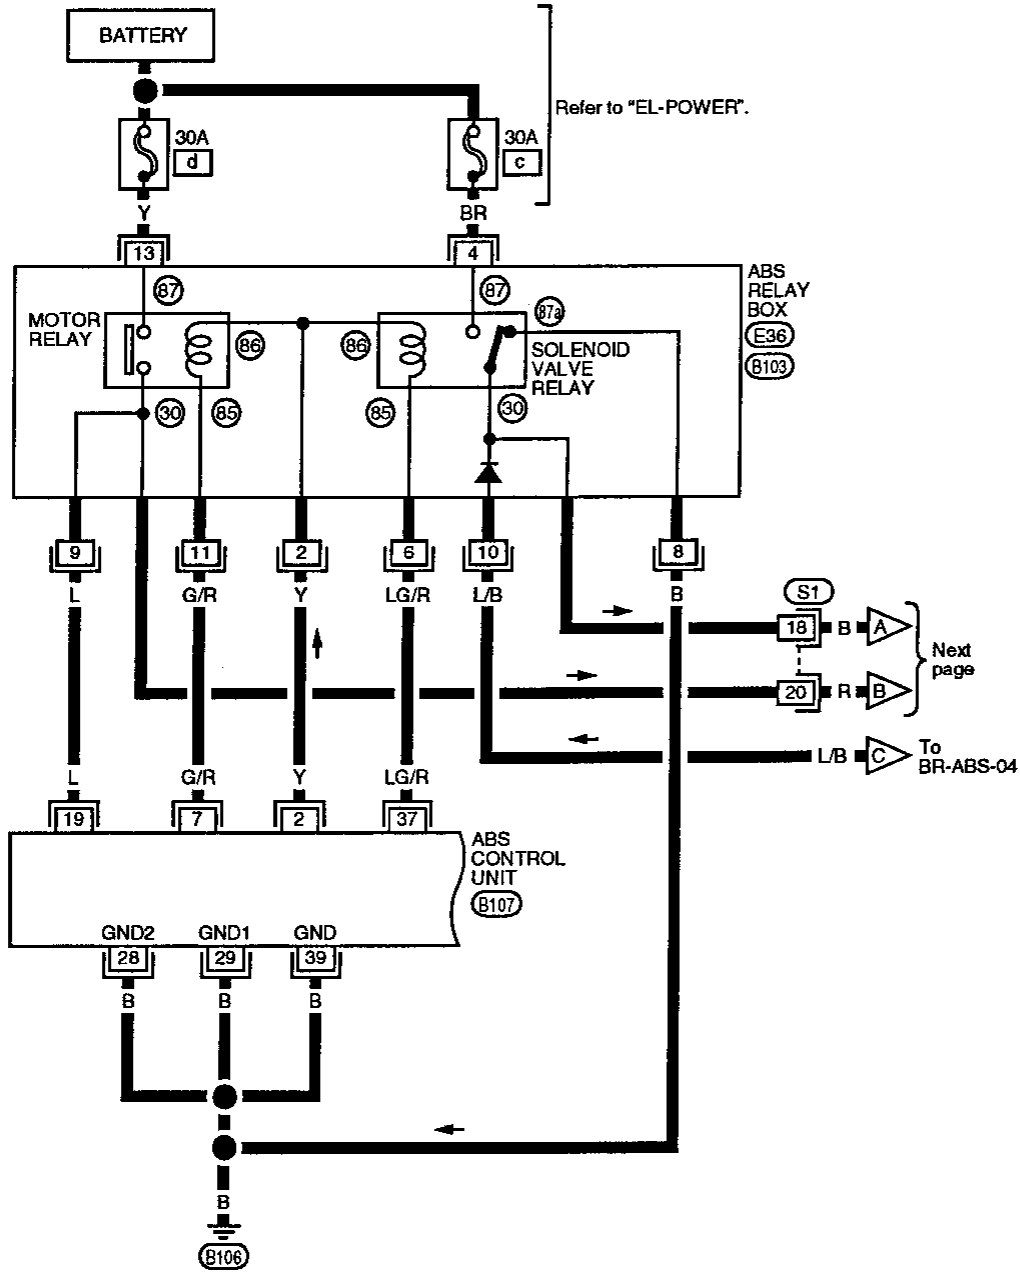 BATTERY
Refer to "EL-POWER".
30A
d
30A
c
Y
BR
13
4
ABS
RELAY
BOX
E36
B103
87
87
87a
MOTOR
RELAY
86
86
SOLENOID
VALVE
RELAY
30
85
85
30
9
11
2
6
10
8
L
G/R
Y
LG/R
L/B
B
S1
18
B
A
Next
page
20
R
B
L/B
C
To
BR-ABS-04
L
G/R
Y
LG/R
19
7
2
37
ABS
CONTROL
UNIT
B107
GND2
GND1
GND
28
29
39
B
B
B
B
B106